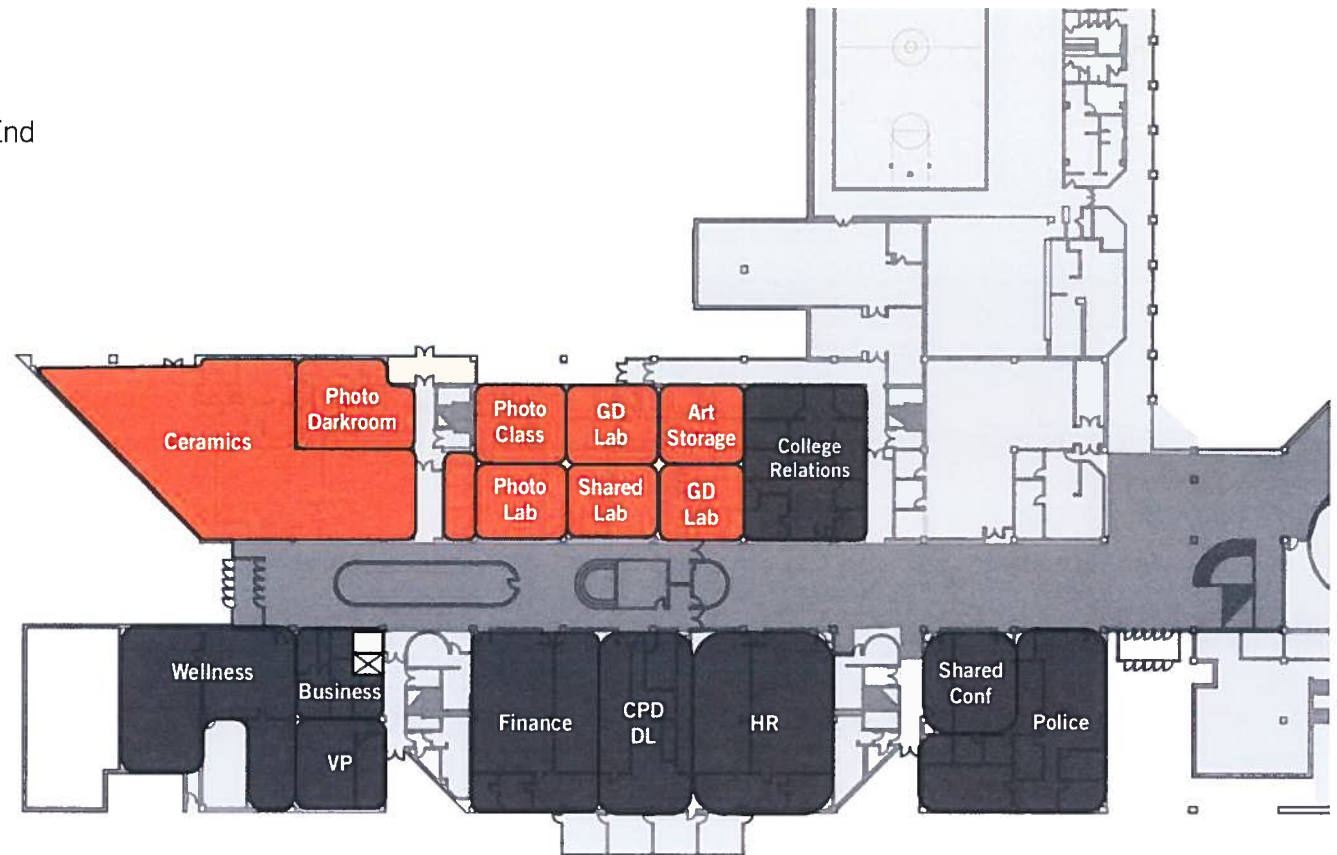 End
Photo
Darkroom
Ceramics
Photo
Class
GD
Lab
Art
Storage
College
Relations
Photo
Lab
Shared
Lab
GD
Lab
Wellness
Business
VP
Finance
CPD
DL
HR
Shared
Conf
Police